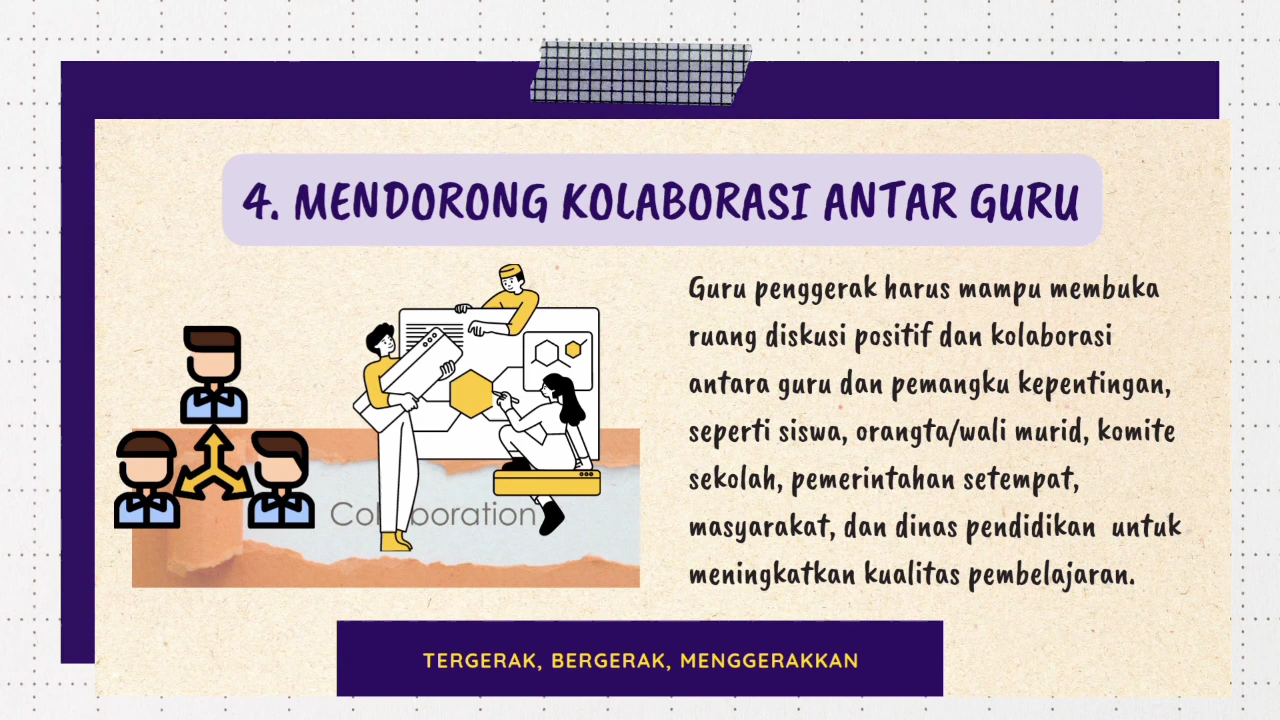 4. MENDORONG KOLABORASI ANTAR GURU
Guru penggerak harus mampu membuka
ruang diskusi positif dan kolaborasi
antara guru dan pemangku kepentingan,
seperti siswa, orangta/wali murid, komite
sekolah, pemerintahan setempat,
masyarakat, dan dinas pendidikan untuk
meningkatkan kualitas pembelajaran.
Collaboration
TERGERAK, BERGERAK, MENGGERAKKAN